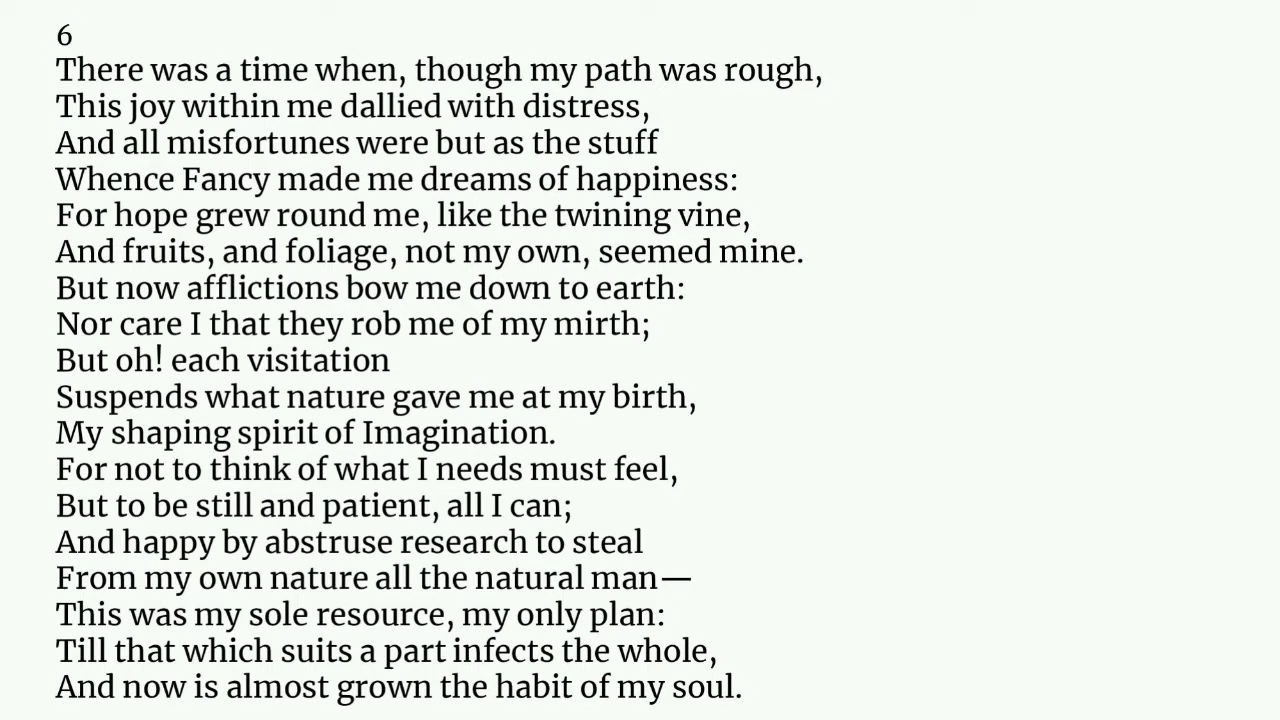 6
There was a time when, though my path was rough,
This joy within me dallied with distress,
And all misfortunes were but as the stuff
Whence Fancy made me dreams of happiness:
For hope grew round me, like the twining vine,
And fruits, and foliage, not my own, seemed mine.
But now afflictions bow me down to earth:
Nor care I that they rob me of my mirth;
But oh! each visitation
Suspends what nature gave me at my birth,
My shaping spirit of Imagination.
For not to think of what I needs must feel,
But to be still and patient, all I can;
And happy by abstruse research to steal
From my own nature all the natural man—
This was my sole resource, my only plan:
Till that which suits a part infects the whole,
And now is almost grown the habit of my soul.